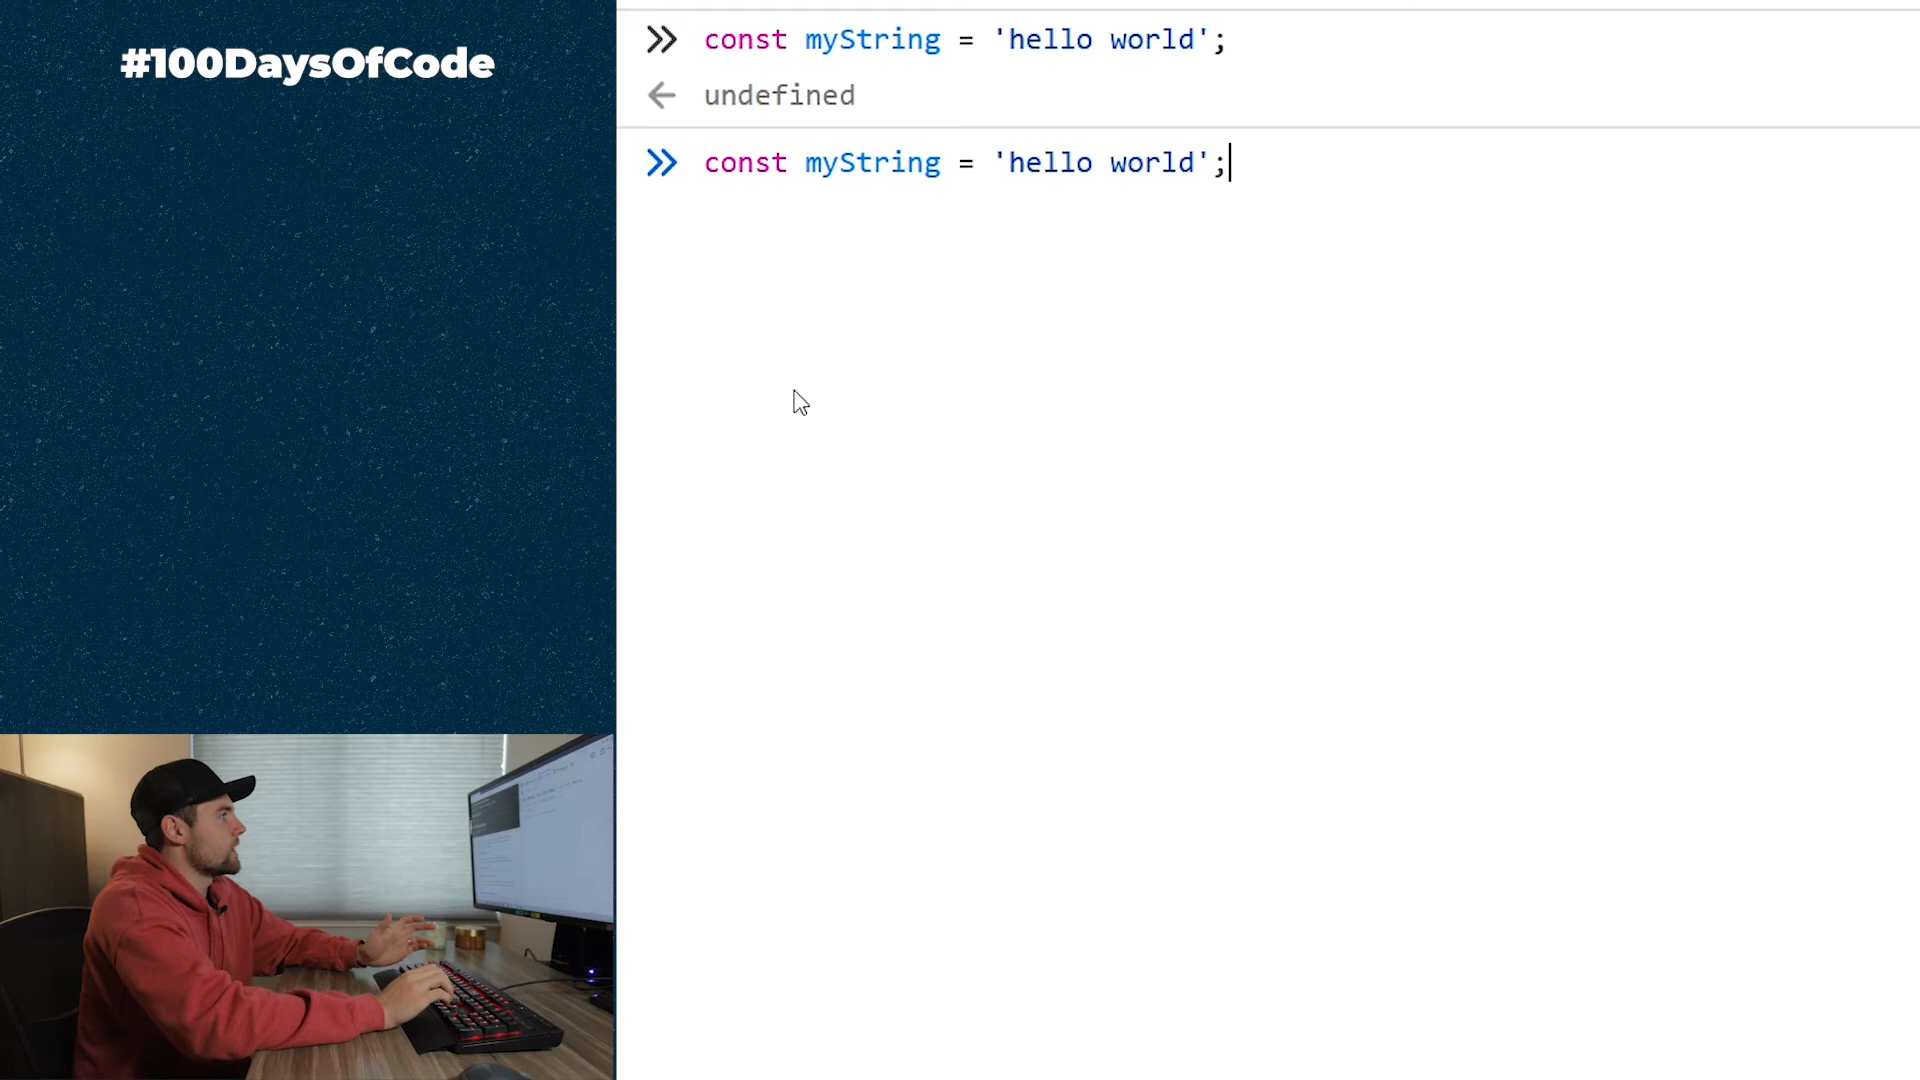 #100DaysOfCode
const myString = 'hello world';
undefined
const myString = 'hello world';